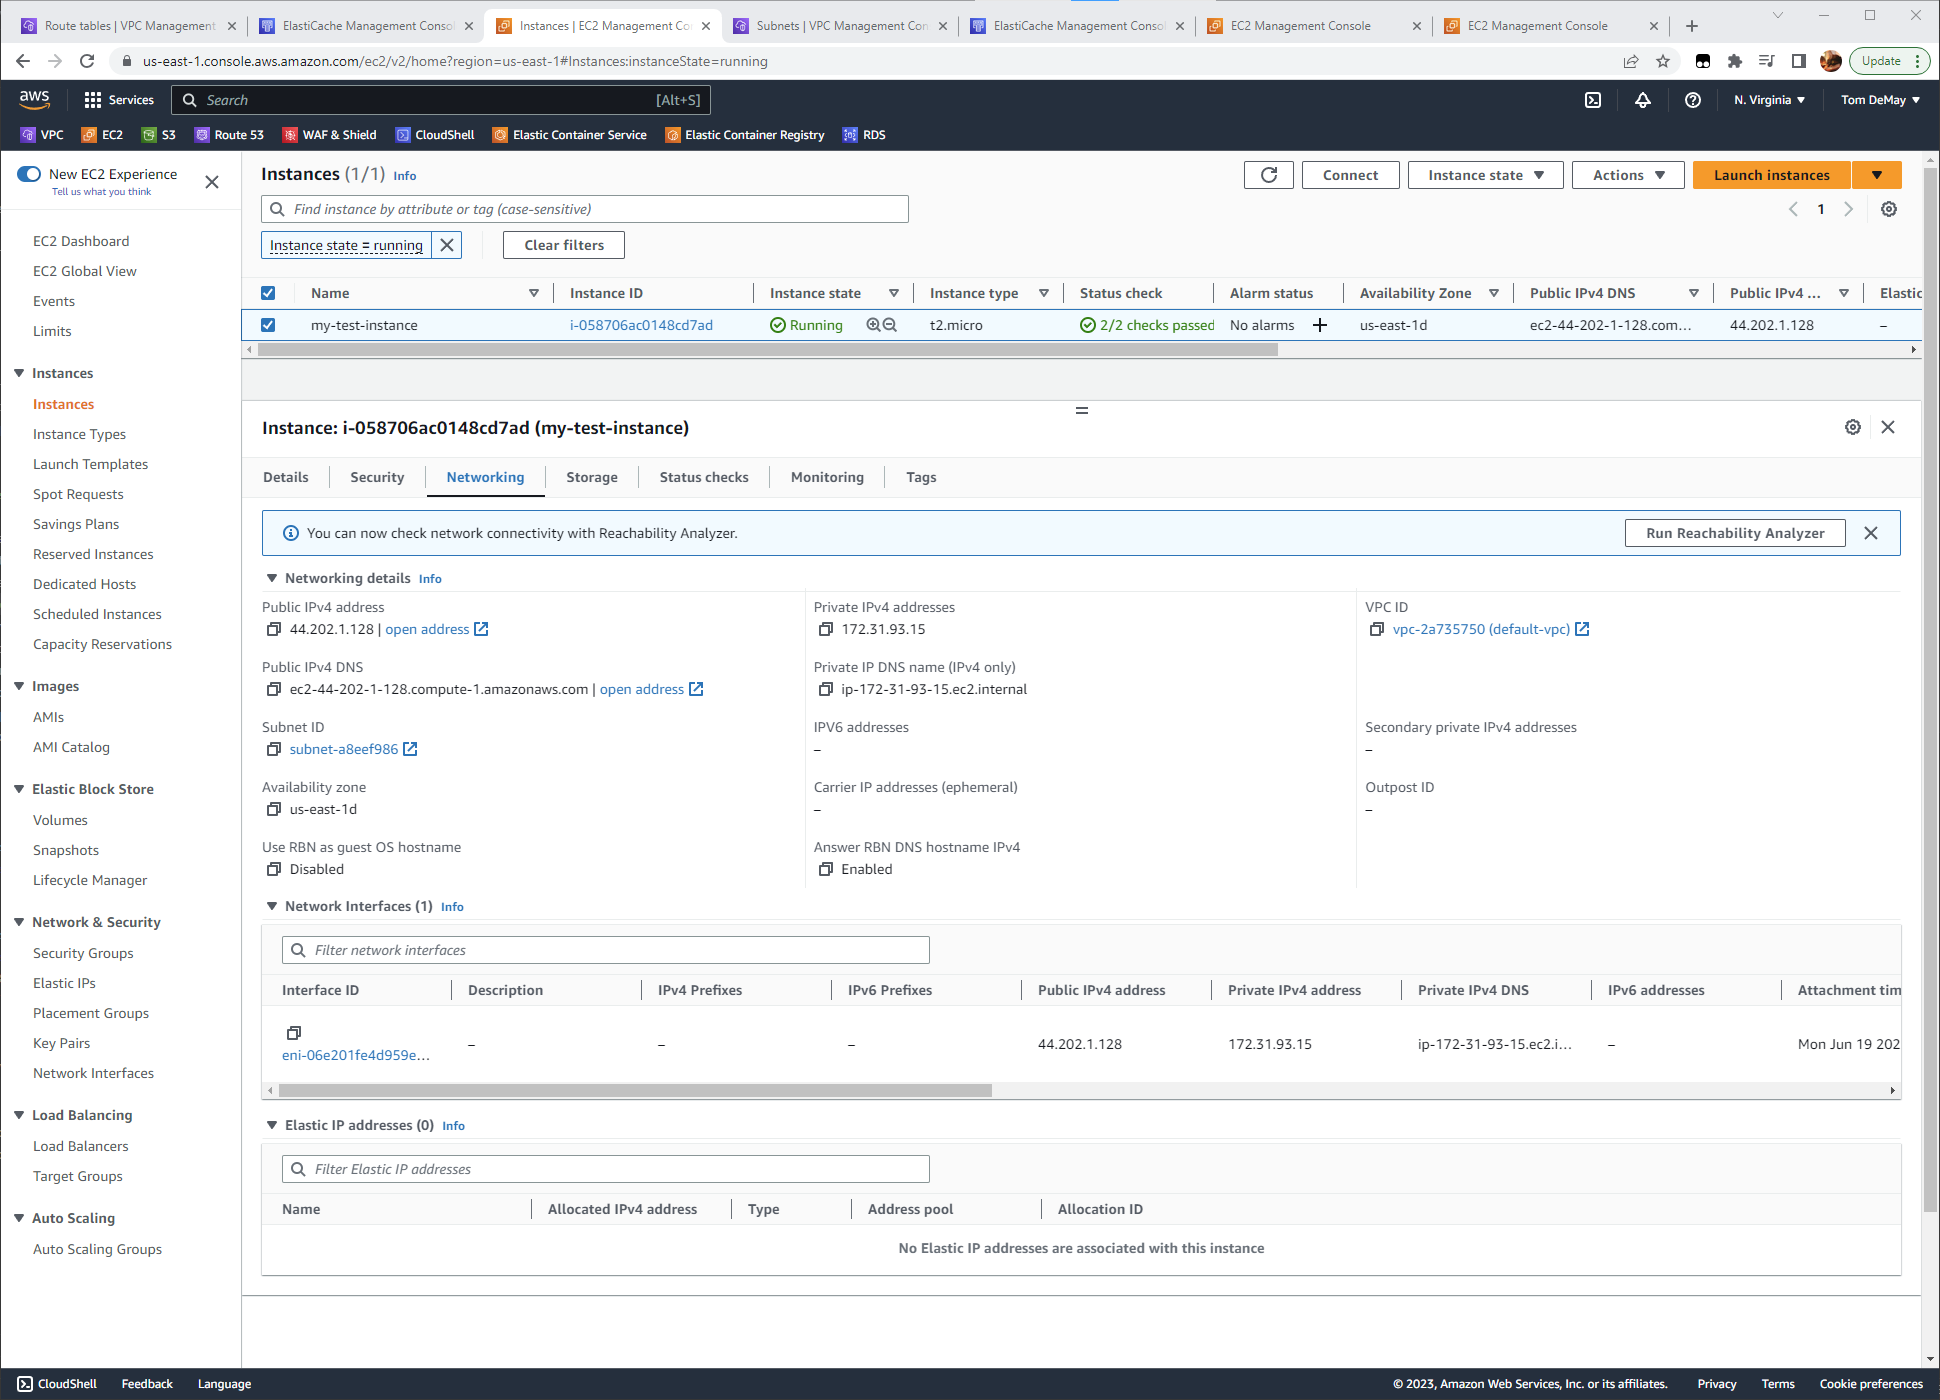 Route tables | VPC Management
ElastiCache Management Consol
Instances | EC2 Management Co
Subnets | VPC Management Con
ElastiCache Management Consol
EC2 Management Console
EC2 Management Console
us-east-1.console.aws.amazon.com/ec2/v2/home?region=us-east-1#Instances:instanceState=running
Update
aws
Services
Search
[Alt+S]
N. Virginia
Tom DeMay
VPC
EC2
S3
Route 53
WAF & Shield
CloudShell
Elastic Container Service
Elastic Container Registry
RDS
New EC2 Experience
Tell us what you think
EC2 Dashboard
EC2 Global View
Events
Limits
Instances
Instances
Instance Types
Launch Templates
Spot Requests
Savings Plans
Reserved Instances
Dedicated Hosts
Scheduled Instances
Capacity Reservations
Images
AMIs
AMI Catalog
Elastic Block Store
Volumes
Snapshots
Lifecycle Manager
Network & Security
Security Groups
Elastic IPs
Placement Groups
Key Pairs
Network Interfaces
Load Balancing
Load Balancers
Target Groups
Auto Scaling
Auto Scaling Groups
Instances (1/1) Info
Connect
Instance state
Actions
Launch instances
Find instance by attribute or tag (case-sensitive)
1
Instance state = running
Clear filters
Name Instance ID Instance state Instance type Status check Alarm status Availability Zone Public IPv4 DNS Public IPv4 ... Elastic
my-test-instance i-058706ac0148cd7ad Running t2.micro 2/2 checks passed No alarms us-east-1d ec2-44-202-1-128.com... 44.202.1.128 –
Instance: i-058706ac0148cd7ad (my-test-instance)
Details Security Networking Storage Status checks Monitoring Tags
You can now check network connectivity with Reachability Analyzer.
Run Reachability Analyzer
Networking details Info
Public IPv4 address
44.202.1.128 | open address
Private IPv4 addresses
172.31.93.15
VPC ID
vpc-2a735750 (default-vpc)
Public IPv4 DNS
ec2-44-202-1-128.compute-1.amazonaws.com | open address
Private IP DNS name (IPv4 only)
ip-172-31-93-15.ec2.internal
Subnet ID
subnet-a8eef986
IPV6 addresses
–
Secondary private IPv4 addresses
–
Availability zone
us-east-1d
Carrier IP addresses (ephemeral)
–
Outpost ID
–
Use RBN as guest OS hostname
Disabled
Answer RBN DNS hostname IPv4
Enabled
Network Interfaces (1) Info
Filter network interfaces
Interface ID Description IPv4 Prefixes IPv6 Prefixes Public IPv4 address Private IPv4 address Private IPv4 DNS IPv6 addresses Attachment tim
eni-06e201fe4d959e... – – – 44.202.1.128 172.31.93.15 ip-172-31-93-15.ec2.i... – Mon Jun 19 202
Elastic IP addresses (0) Info
Filter Elastic IP addresses
Name Allocated IPv4 address Type Address pool Allocation ID
No Elastic IP addresses are associated with this instance
CloudShell
Feedback
Language
© 2023, Amazon Web Services, Inc. or its affiliates.
Privacy
Terms
Cookie preferences